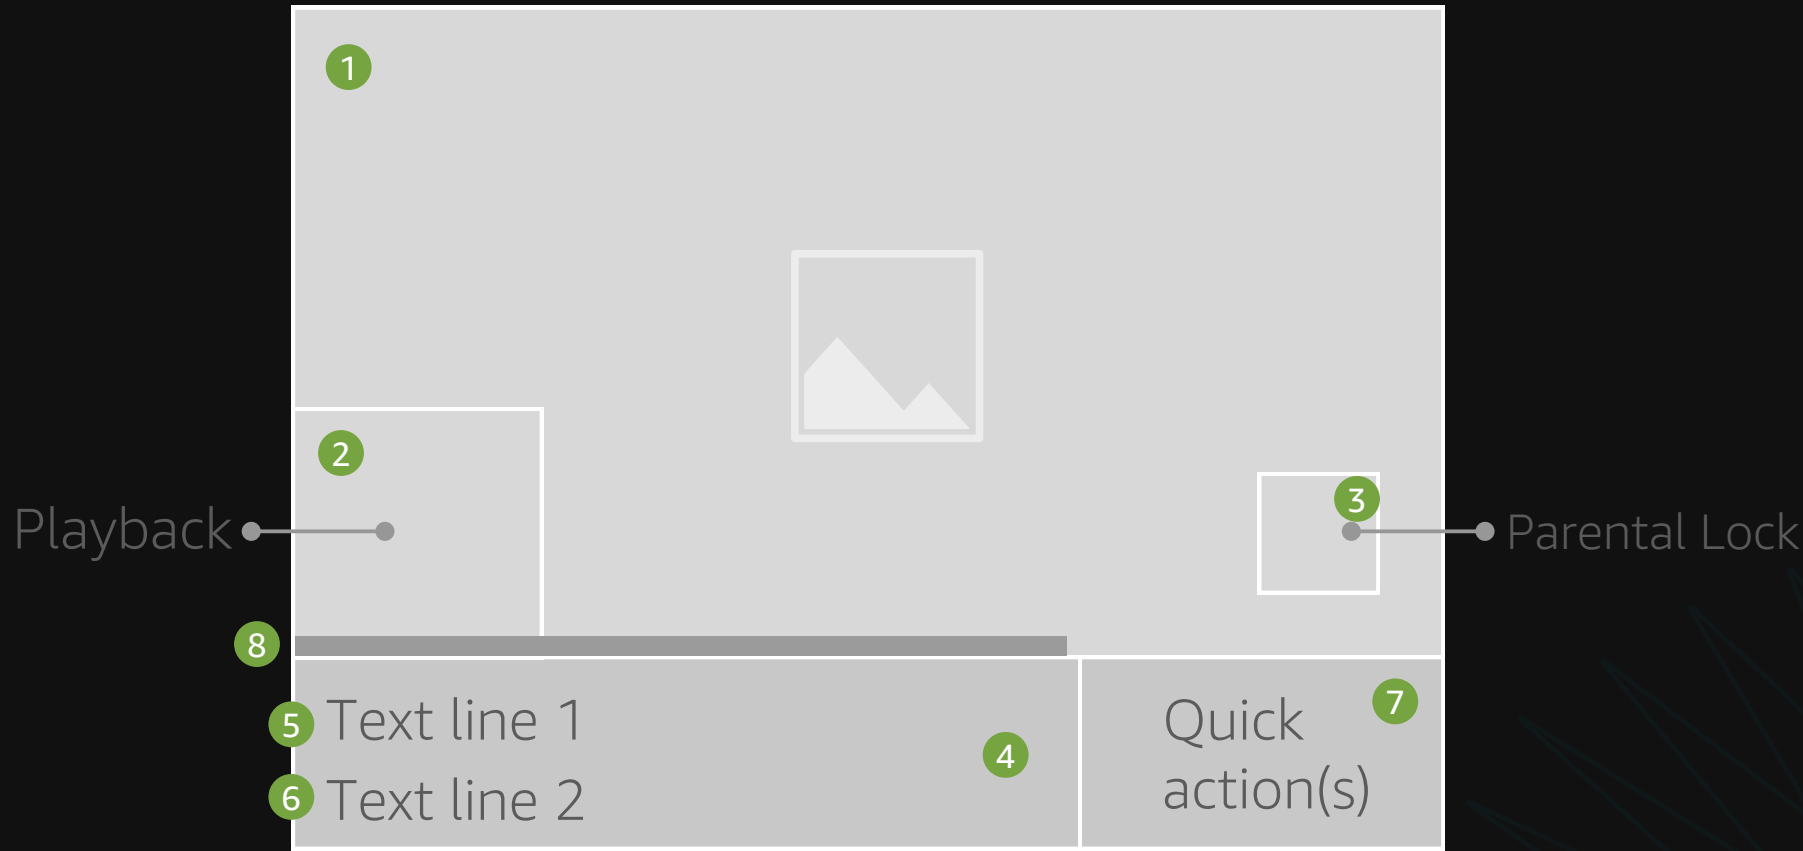 1
2
3
Playback
Parental Lock
8
5 Text line 1
6 Text line 2
4
Quick
action(s)
7